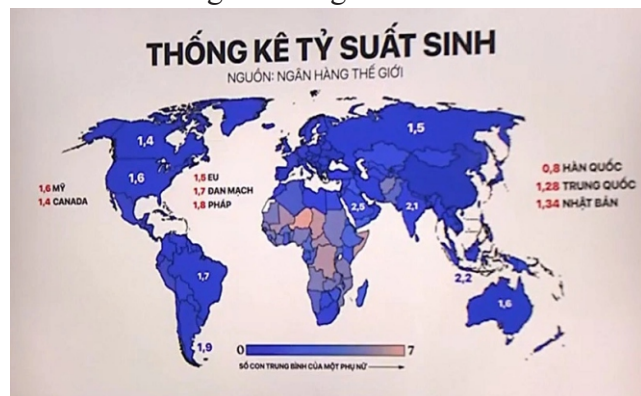 THỐNG KÊ TỶ SUẤT SINH
NGUỒN: NGÂN HÀNG THẾ GIỚI
1,4
1,5
1,6
1,6 MỸ
1,4 CANADA
1,5 EU
1,7 ĐAN MẠCH
1,8 PHÁP
2,5
2,1
0,8 HÀN QUỐC
1,28 TRUNG QUỐC
1,34 NHẬT BẢN
1,7
2,2
1,6
1,9
0 7
SỐ CON TRUNG BÌNH CỦA MỘT PHỤ NỮ